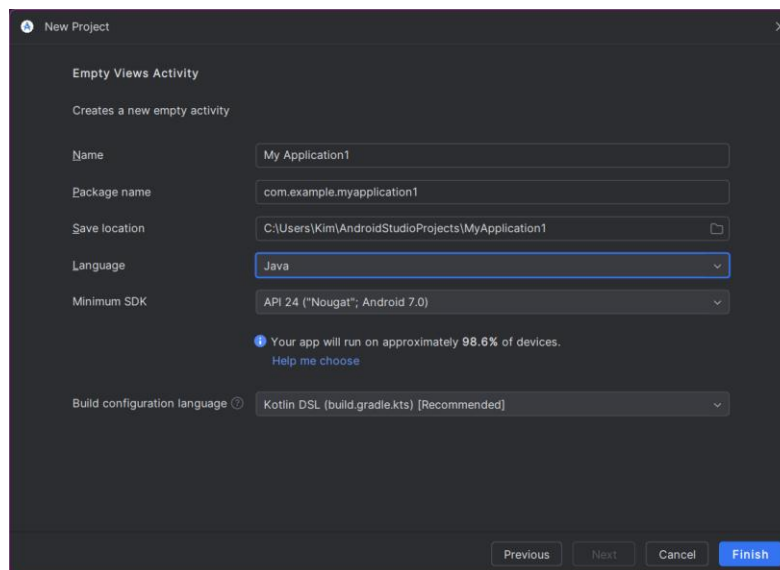 New Project
Empty Views Activity
Creates a new empty activity
Name My Application1
Package name com.example.myapplication1
Save location C:\Users\Kim\AndroidStudioProjects\MyApplication1
Language Java
Minimum SDK API 24 ("Nougat"; Android 7.0)
Your app will run on approximately 98.6% of devices.
Help me choose
Build configuration language Kotlin DSL (build.gradle.kts) [Recommended]
Previous Next Cancel Finish